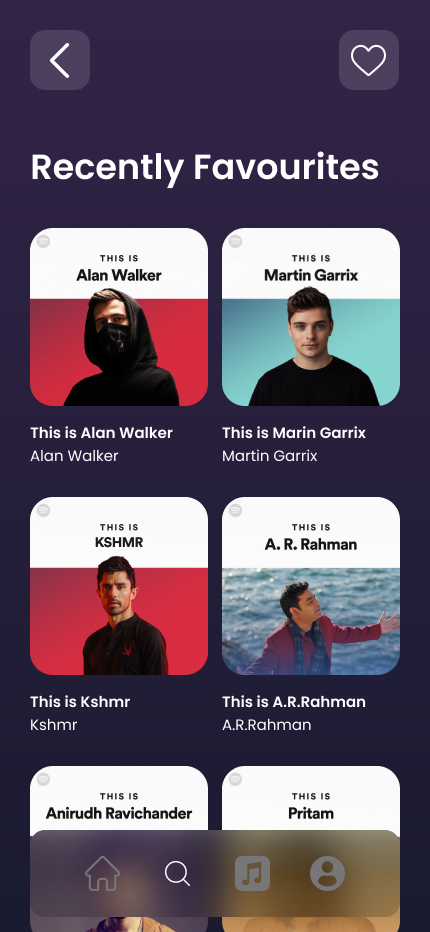 Recently Favourites
THIS IS
Alan Walker
THIS IS
Martin Garrix
This is Alan Walker
Alan Walker
This is Marin Garrix
Martin Garrix
THIS IS
KSHMR
THIS IS
A. R. Rahman
This is Kshmr
Kshmr
This is A.R.Rahman
A.R.Rahman
THIS IS
Anirudh Ravichander
THIS IS
Pritam